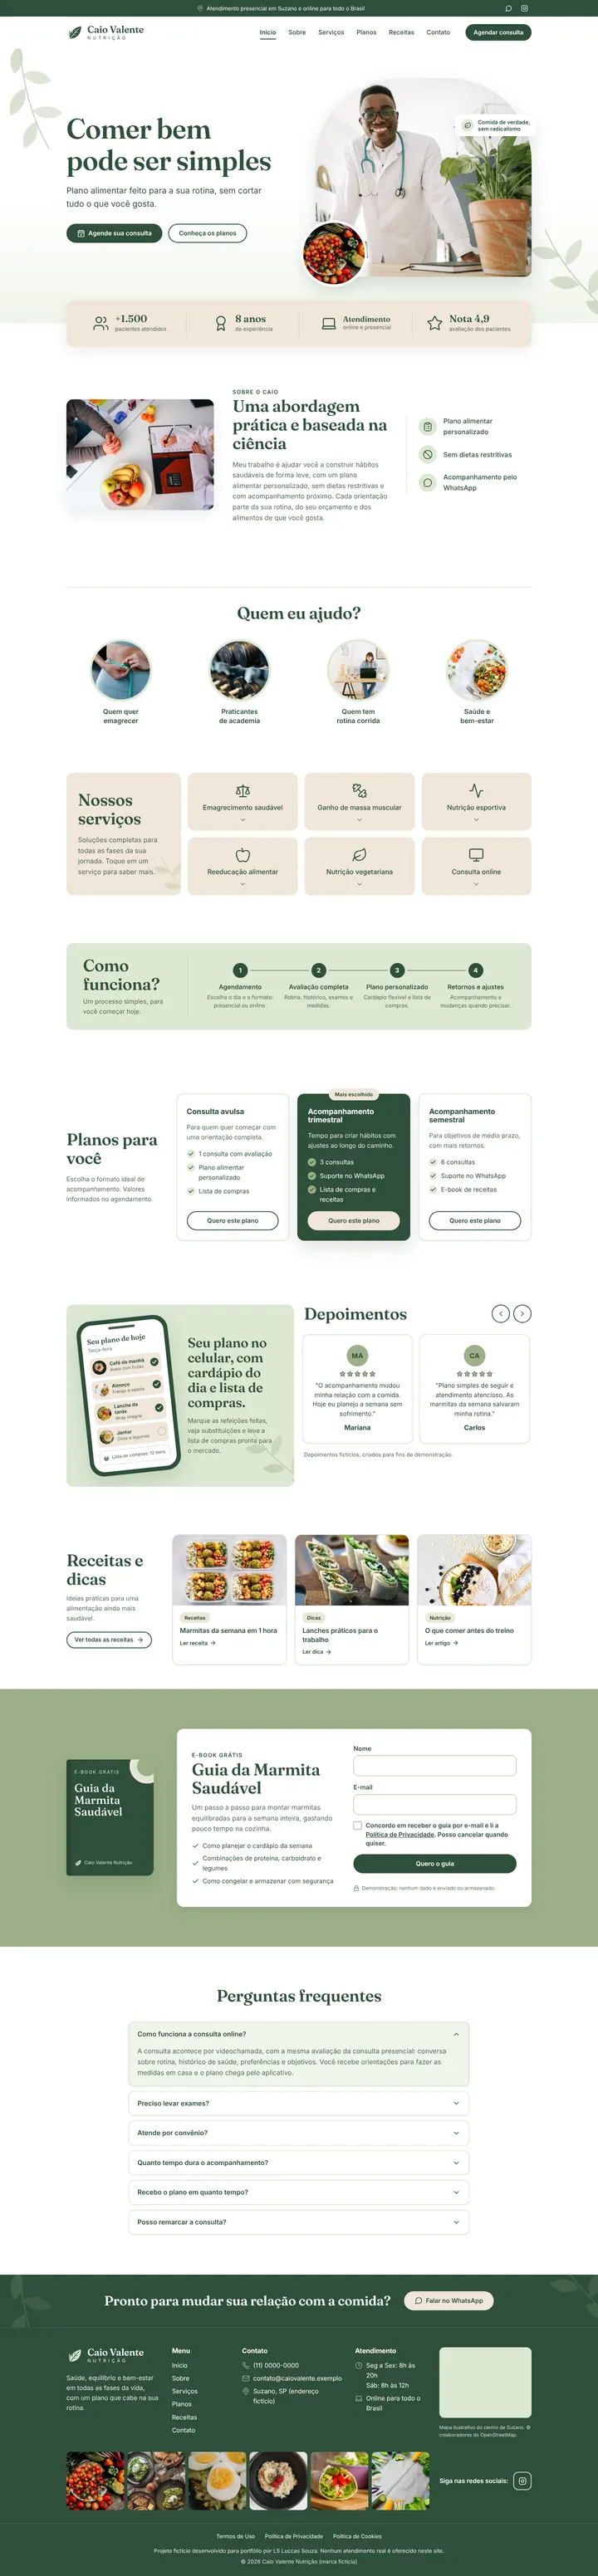 Atendimento presencial em Suzano e online para todo o Brasil
Caio Valente
NUTRIÇÃO
Início
Sobre
Serviços
Planos
Receitas
Contato
Agendar consulta
Comer bem
pode ser simples
Plano alimentar feito para a sua rotina, sem cortar
tudo o que você gosta.
Agende sua consulta
Conheça os planos
Comida de verdade,
sem radicalismo
+1.500
pacientes atendidos
8 anos
de experiência
Atendimento
online e presencial
Nota 4,9
avaliação dos pacientes
SOBRE O CAIO
Uma abordagem
prática e baseada na
ciência
Meu trabalho é ajudar você a construir hábitos
saudáveis de forma leve, com um plano
alimentar personalizado, sem dietas restritivas e
com acompanhamento próximo. Cada orientação
parte da sua rotina, do seu orçamento e dos
alimentos de que você gosta.
Plano alimentar
personalizado
Sem dietas restritivas
Acompanhamento pelo
WhatsApp
Quem eu ajudo?
Quem quer
emagrecer
Praticantes
de academia
Quem tem
rotina corrida
Saúde e
bem-estar
Nossos
serviços
Soluções completas para
todas as fases da sua
jornada. Toque em um
serviço para saber mais.
Emagrecimento saudável
Ganho de massa muscular
Nutrição esportiva
Reeducação alimentar
Nutrição vegetariana
Consulta online
Como
funciona?
Um processo simples, para
você começar hoje.
1
Agendamento
Escolha o dia e o formato:
presencial ou online.
2
Avaliação completa
Rotina, histórico, exames e
medidas.
3
Plano personalizado
Cardápio flexível e lista de
compras.
4
Retornos e ajustes
Acompanhamento e
mudanças quando precisar.
Planos para
você
Escolha o formato ideal de
acompanhamento. Valores
informados no agendamento.
Consulta avulsa
Para quem quer começar com
uma orientação completa.
1 consulta com avaliação
Plano alimentar
personalizado
Lista de compras
Quero este plano
Mais escolhido
Acompanhamento
trimestral
Tempo para criar hábitos com
ajustes ao longo do caminho.
3 consultas
Suporte no WhatsApp
Lista de compras e
receitas
Quero este plano
Acompanhamento
semestral
Para objetivos de médio prazo,
com mais retornos.
6 consultas
Suporte no WhatsApp
E-book de receitas
Quero este plano
Seu plano de hoje
Terça-feira
Café da manhã
Aveia com frutas
Almoço
Frango e salada
Lanche da
tarde
Wrap integral
Jantar
Ovos e legumes
Lista de compras: 12 itens
Seu plano no
celular, com
cardápio do
dia e lista de
compras.
Marque as refeições feitas,
veja substituições e leve a
lista de compras pronta para
o mercado.
Depoimentos
MA
"O acompanhamento mudou
minha relação com a comida.
Hoje eu planejo a semana sem
sofrimento."
Mariana
CA
"Plano simples de seguir e
atendimento atencioso. As
marmitas da semana salvaram
minha rotina."
Carlos
Depoimentos fictícios, criados para fins de demonstração.
Receitas e
dicas
Ideias práticas para uma
alimentação ainda mais
saudável.
Ver todas as receitas
Receitas
Marmitas da semana em 1 hora
Ler receita
Dicas
Lanches práticos para o
trabalho
Ler dica
Nutrição
O que comer antes do treino
Ler artigo
E-BOOK GRÁTIS
Guia da
Marmita
Saudável
Caio Valente Nutrição
E-BOOK GRÁTIS
Guia da Marmita
Saudável
Um passo a passo para montar marmitas
equilibradas para a semana inteira, gastando
pouco tempo na cozinha.
Como planejar o cardápio da semana
Combinações de proteína, carboidrato e
legumes
Como congelar e armazenar com segurança
Nome
E-mail
Concordo em receber o guia por e-mail e li a
Política de Privacidade. Posso cancelar quando
quiser.
Quero o guia
Demonstração: nenhum dado é enviado ou armazenado.
Perguntas frequentes
Como funciona a consulta online?
A consulta acontece por videochamada, com a mesma avaliação da consulta presencial: conversa
sobre rotina, histórico de saúde, preferências e objetivos. Você recebe orientações para fazer as
medidas em casa e o plano chega pelo aplicativo.
Preciso levar exames?
Atende por convênio?
Quanto tempo dura o acompanhamento?
Recebo o plano em quanto tempo?
Posso remarcar a consulta?
Pronto para mudar sua relação com a comida?
Falar no WhatsApp
Caio Valente
NUTRIÇÃO
Saúde, equilíbrio e bem-estar
em todas as fases da vida,
com um plano que cabe na sua
rotina.
Menu
Início
Sobre
Serviços
Planos
Receitas
Contato
Contato
(11) 0000-0000
contato@caiovalente.exemplo
Suzano, SP (endereço
fictício)
Atendimento
Seg a Sex: 8h às
20h
Sáb: 8h às 12h
Online para todo o
Brasil
Mapa ilustrativo do centro de Suzano. ©
colaboradores do OpenStreetMap.
Siga nas redes sociais:
Termos de Uso
Política de Privacidade
Política de Cookies
Projeto fictício desenvolvido para portfólio por LS Luccas Souza. Nenhum atendimento real é oferecido neste site.
© 2026 Caio Valente Nutrição (marca fictícia)